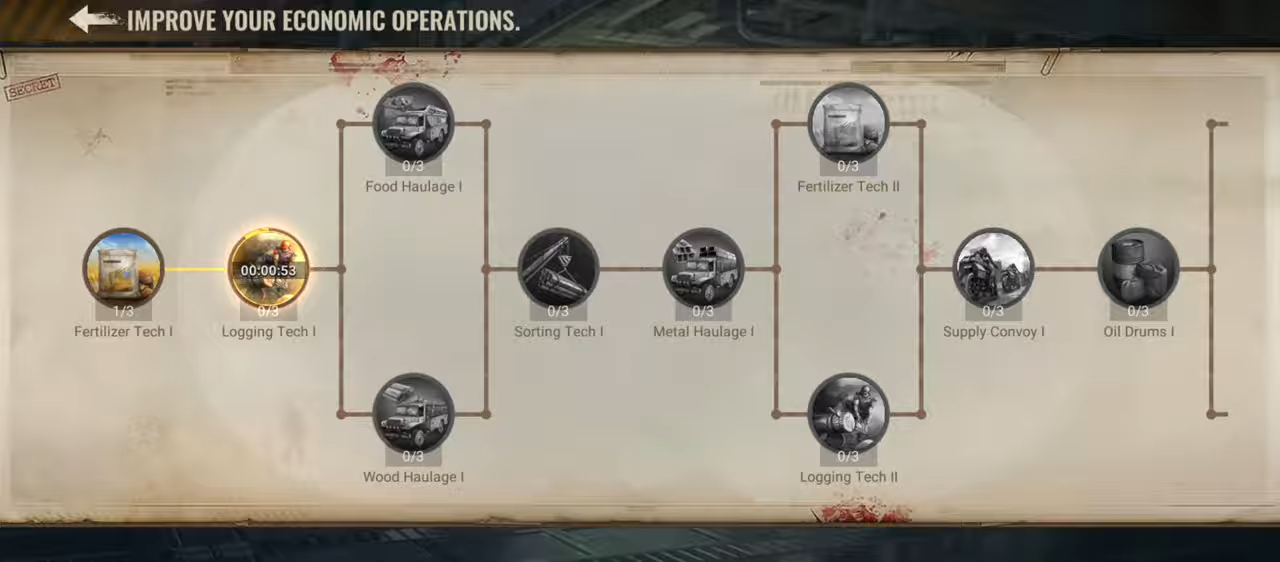 IMPROVE YOUR ECONOMIC OPERATIONS.
SECRET
0/3
Food Haulage I
0/3
Fertilizer Tech II
1/3
Fertilizer Tech I
00:00:53
0/3
Logging Tech I
0/3
Sorting Tech I
0/3
Metal Haulage I
0/3
Supply Convoy I
0/3
Oil Drums I
0/3
Wood Haulage I
0/3
Logging Tech II